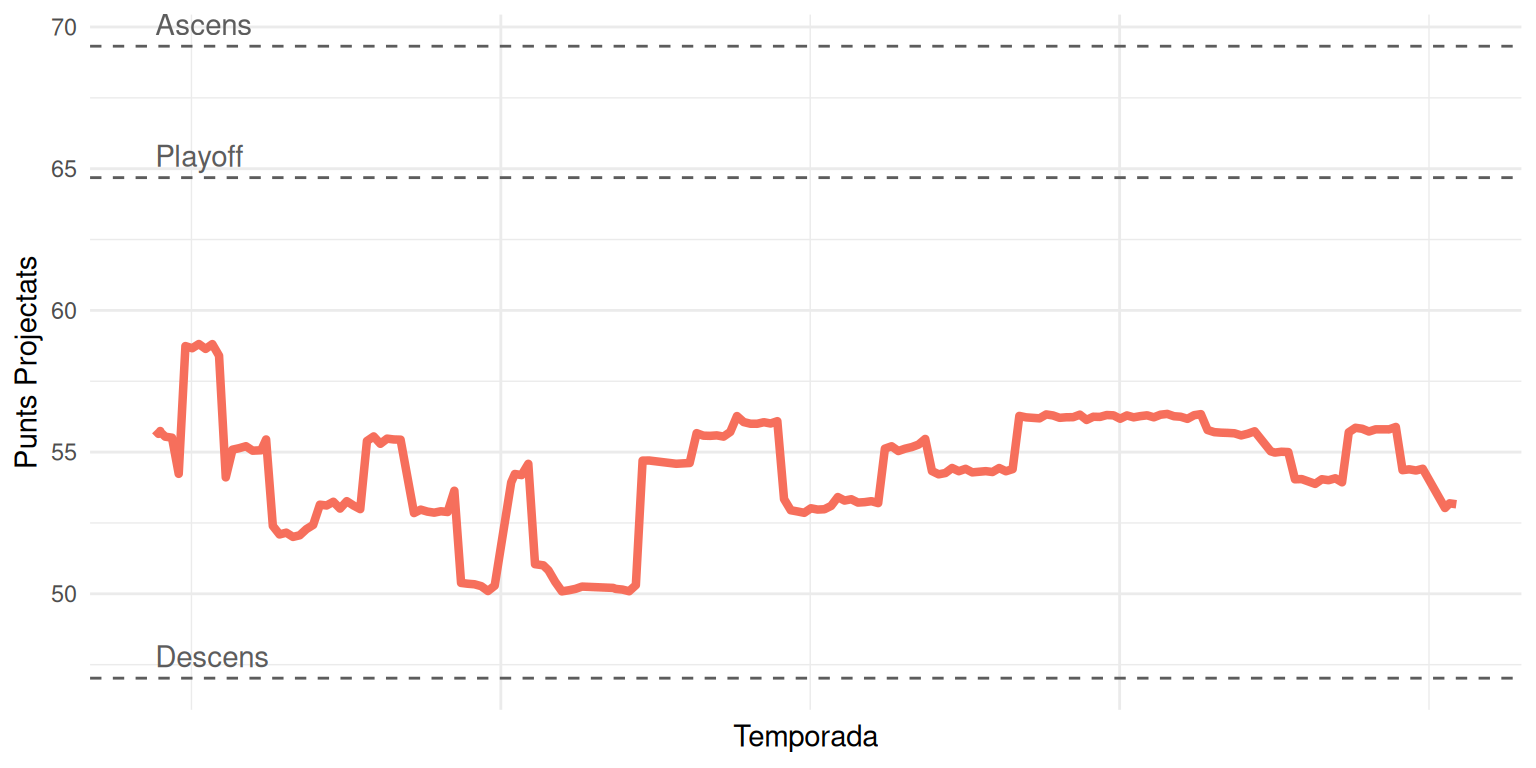 70
Ascens
65
Playoff
60
55
50
Descens
Punts Projectats
Temporada